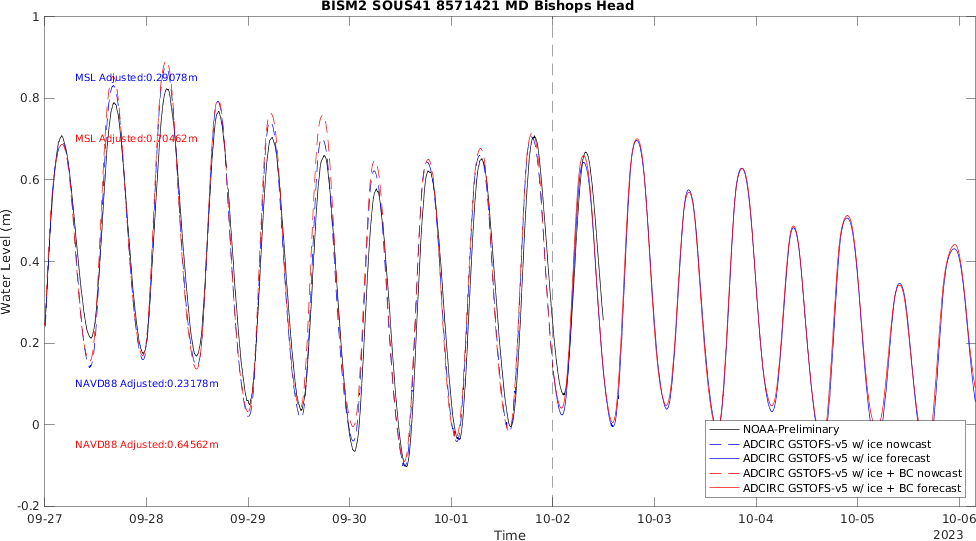 BISM2 SOUS41 8571421 MD Bishops Head
1
0.8
0.6
0.4
0.2
0
-0.2
Water Level (m)
MSL Adjusted:0.29078m
MSL Adjusted:0.70462m
NAVD88 Adjusted:0.23178m
NAVD88 Adjusted:0.64562m
NOAA-Preliminary
ADCIRC GSTOFS-v5 w/ ice nowcast
ADCIRC GSTOFS-v5 w/ ice forecast
ADCIRC GSTOFS-v5 w/ ice + BC nowcast
ADCIRC GSTOFS-v5 w/ ice + BC forecast
09-27 09-28 09-29 09-30 10-01 10-02 10-03 10-04 10-05 10-06
Time
2023